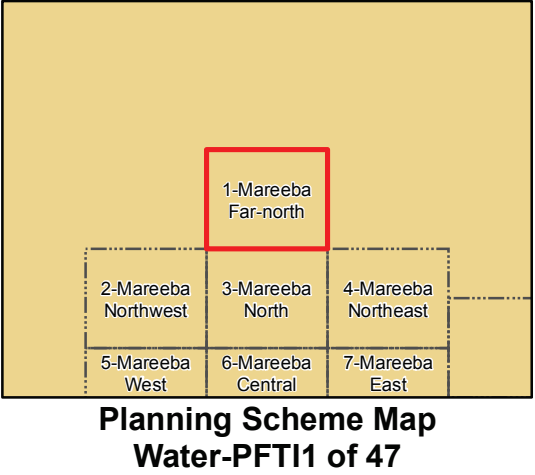 1-Mareeba
Far-north
2-Mareeba
Northwest
3-Mareeba
North
4-Mareeba
Northeast
5-Mareeba
West
6-Mareeba
Central
7-Mareeba
East
Planning Scheme Map
Water-PFTI1 of 47